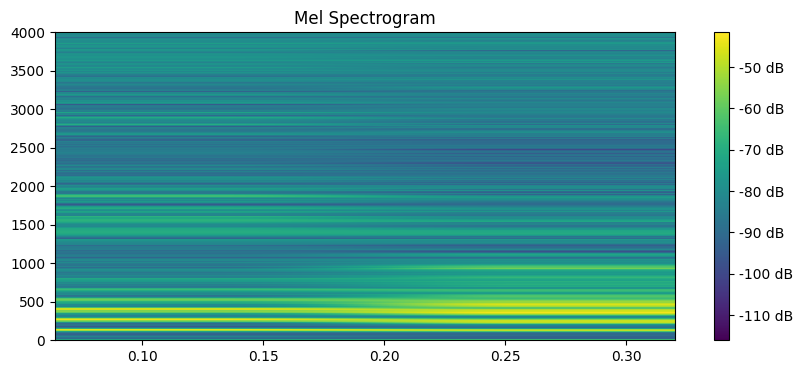 Mel Spectrogram
4000
3500
3000
2500
2000
1500
1000
500
0
0.10 0.15 0.20 0.25 0.30
-50 dB
-60 dB
-70 dB
-80 dB
-90 dB
-100 dB
-110 dB